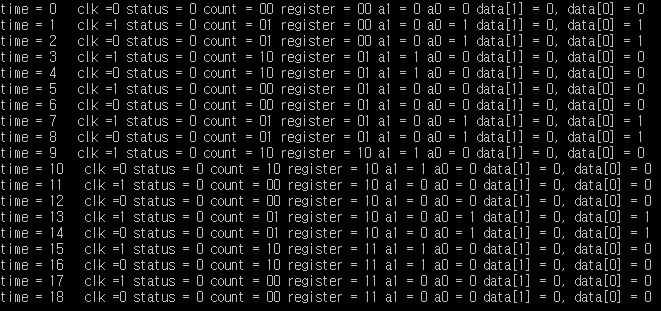 time = 0 clk =0 status = 0 count = 00 register = 00 a1 = 0 a0 = 0 data[1] = 0, data[0] = 0
time = 1 clk =1 status = 0 count = 01 register = 00 a1 = 0 a0 = 1 data[1] = 0, data[0] = 1
time = 2 clk =0 status = 0 count = 01 register = 00 a1 = 0 a0 = 1 data[1] = 0, data[0] = 1
time = 3 clk =1 status = 0 count = 10 register = 01 a1 = 1 a0 = 0 data[1] = 0, data[0] = 0
time = 4 clk =0 status = 0 count = 10 register = 01 a1 = 1 a0 = 0 data[1] = 0, data[0] = 0
time = 5 clk =1 status = 0 count = 00 register = 01 a1 = 0 a0 = 0 data[1] = 0, data[0] = 0
time = 6 clk =0 status = 0 count = 00 register = 01 a1 = 0 a0 = 0 data[1] = 0, data[0] = 0
time = 7 clk =1 status = 0 count = 01 register = 01 a1 = 0 a0 = 1 data[1] = 0, data[0] = 1
time = 8 clk =0 status = 0 count = 01 register = 01 a1 = 0 a0 = 1 data[1] = 0, data[0] = 1
time = 9 clk =1 status = 0 count = 10 register = 10 a1 = 1 a0 = 0 data[1] = 0, data[0] = 0
time = 10 clk =0 status = 0 count = 10 register = 10 a1 = 1 a0 = 0 data[1] = 0, data[0] = 0
time = 11 clk =1 status = 0 count = 00 register = 10 a1 = 0 a0 = 0 data[1] = 0, data[0] = 0
time = 12 clk =0 status = 0 count = 00 register = 10 a1 = 0 a0 = 0 data[1] = 0, data[0] = 0
time = 13 clk =1 status = 0 count = 01 register = 10 a1 = 0 a0 = 1 data[1] = 0, data[0] = 1
time = 14 clk =0 status = 0 count = 01 register = 10 a1 = 0 a0 = 1 data[1] = 0, data[0] = 1
time = 15 clk =1 status = 0 count = 10 register = 11 a1 = 1 a0 = 0 data[1] = 0, data[0] = 0
time = 16 clk =0 status = 0 count = 10 register = 11 a1 = 1 a0 = 0 data[1] = 0, data[0] = 0
time = 17 clk =1 status = 0 count = 00 register = 11 a1 = 0 a0 = 0 data[1] = 0, data[0] = 0
time = 18 clk =0 status = 0 count = 00 register = 11 a1 = 0 a0 = 0 data[1] = 0, data[0] = 0